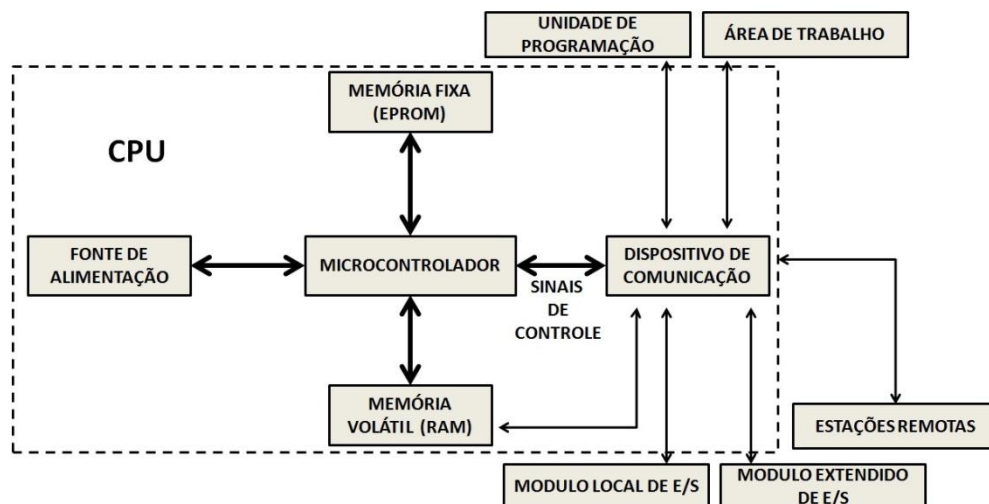 UNIDADE DE
PROGRAMAÇÃO
ÁREA DE TRABALHO
MEMÓRIA FIXA
(EPROM)
CPU
FONTE DE
ALIMENTAÇÃO
MICROCONTROLADOR
DISPOSITIVO DE
COMUNICAÇÃO
SINAIS
DE
CONTROLE
MEMÓRIA
VOLÁTIL (RAM)
ESTAÇÕES REMOTAS
MODULO LOCAL DE E/S
MODULO EXTENDIDO
DE E/S